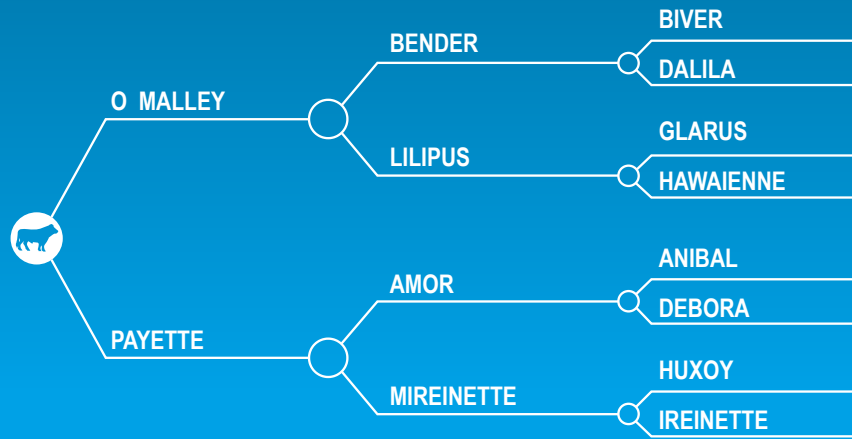 BIVER
BENDER
DALILA
O MALLEY
GLARUS
LILIPUS
HAWAIENNE
ANIBAL
AMOR
DEBORA
PAYETTE
HUXOY
MIREINETTE
IREINETTE